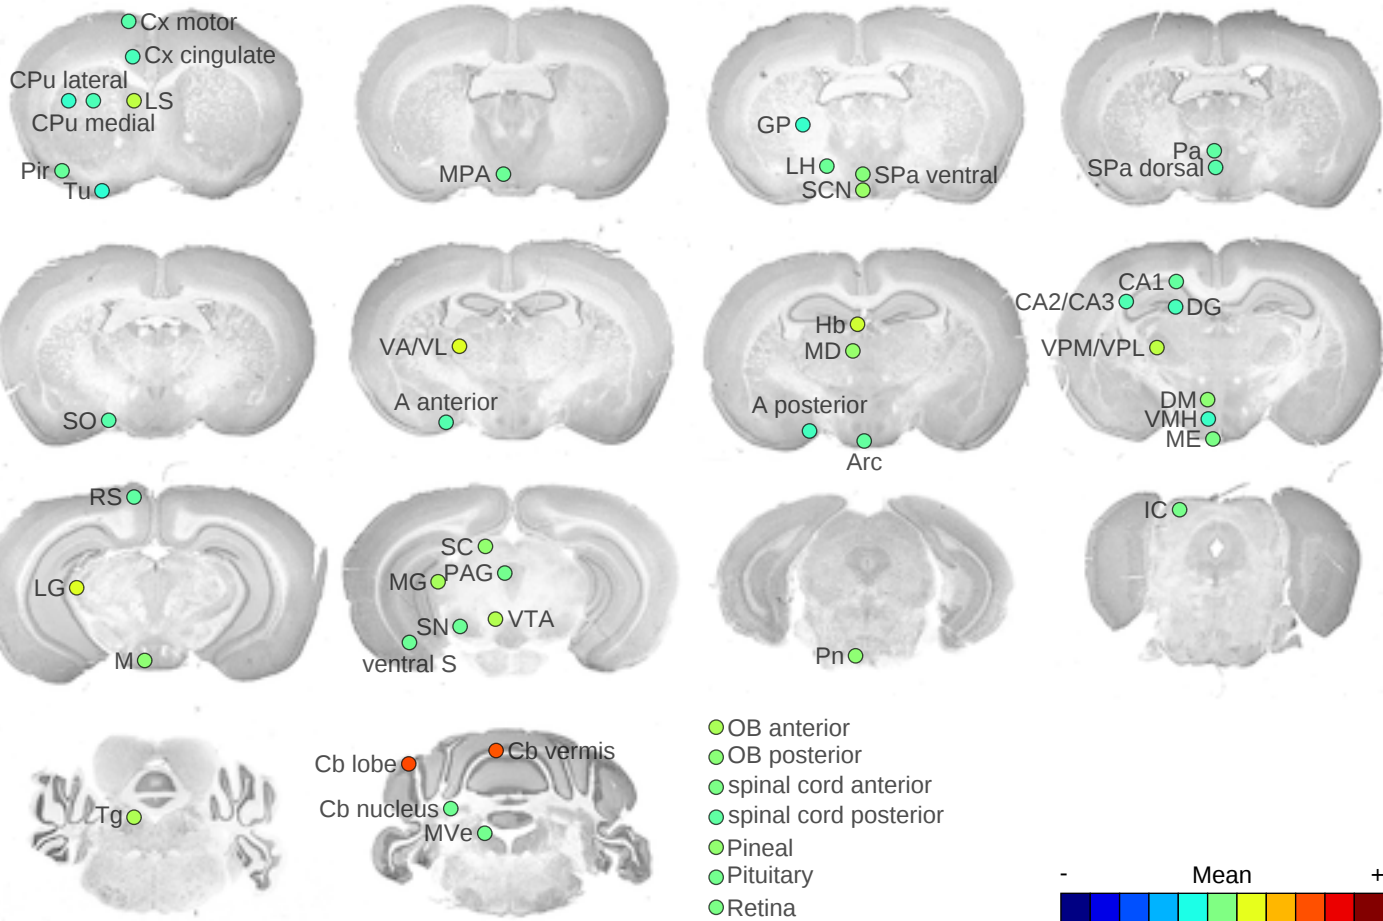 Cx motor
Cx cingulate
CPu lateral
LS
CPu medial
Pir
Tu
MPA
GP
LH
SPa ventral
SCN
Pa
SPa dorsal
SO
VA/VL
A anterior
Hb
MD
A posterior
Arc
CA1
CA2/CA3
DG
VPM/VPL
DM
VMH
ME
RS
LG
M
SC
MG
PAG
SN
VTA
ventral S
Pn
IC
Tg
Cb lobe
Cb vermis
Cb nucleus
MVe
OB anterior
OB posterior
spinal cord anterior
spinal cord posterior
Pineal
Pituitary
Retina
- Mean +